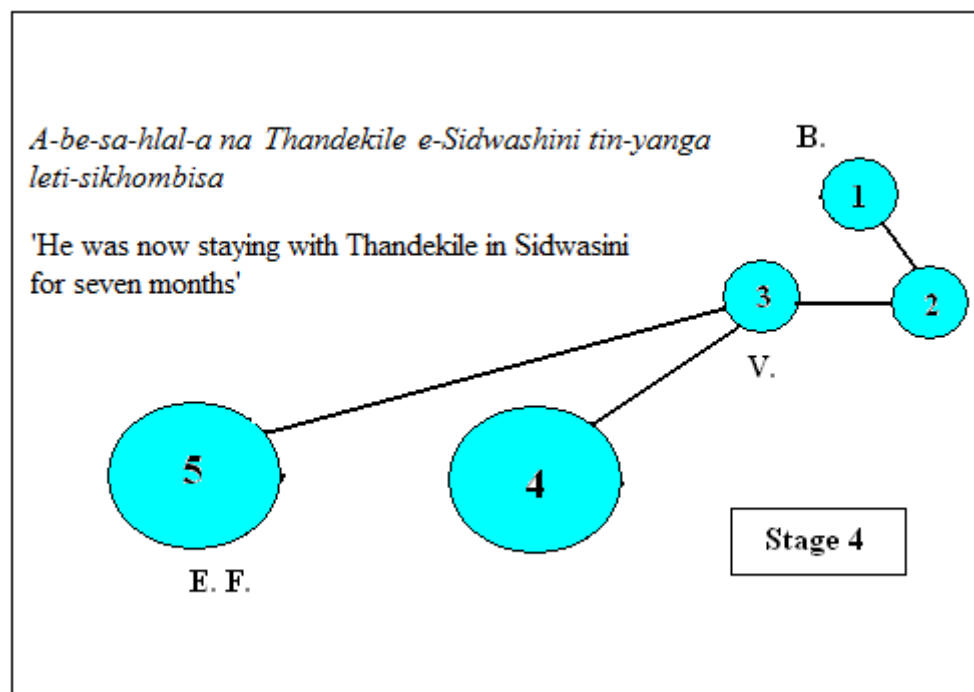 A-be-sa-hlal-a na Thandekile e-Sidwashini tin-yanga
leti-sikhombisa
'He was now staying with Thandekile in Sidwasini
for seven months'
B.
1
2
3
V.
5
4
E. F.
Stage 4